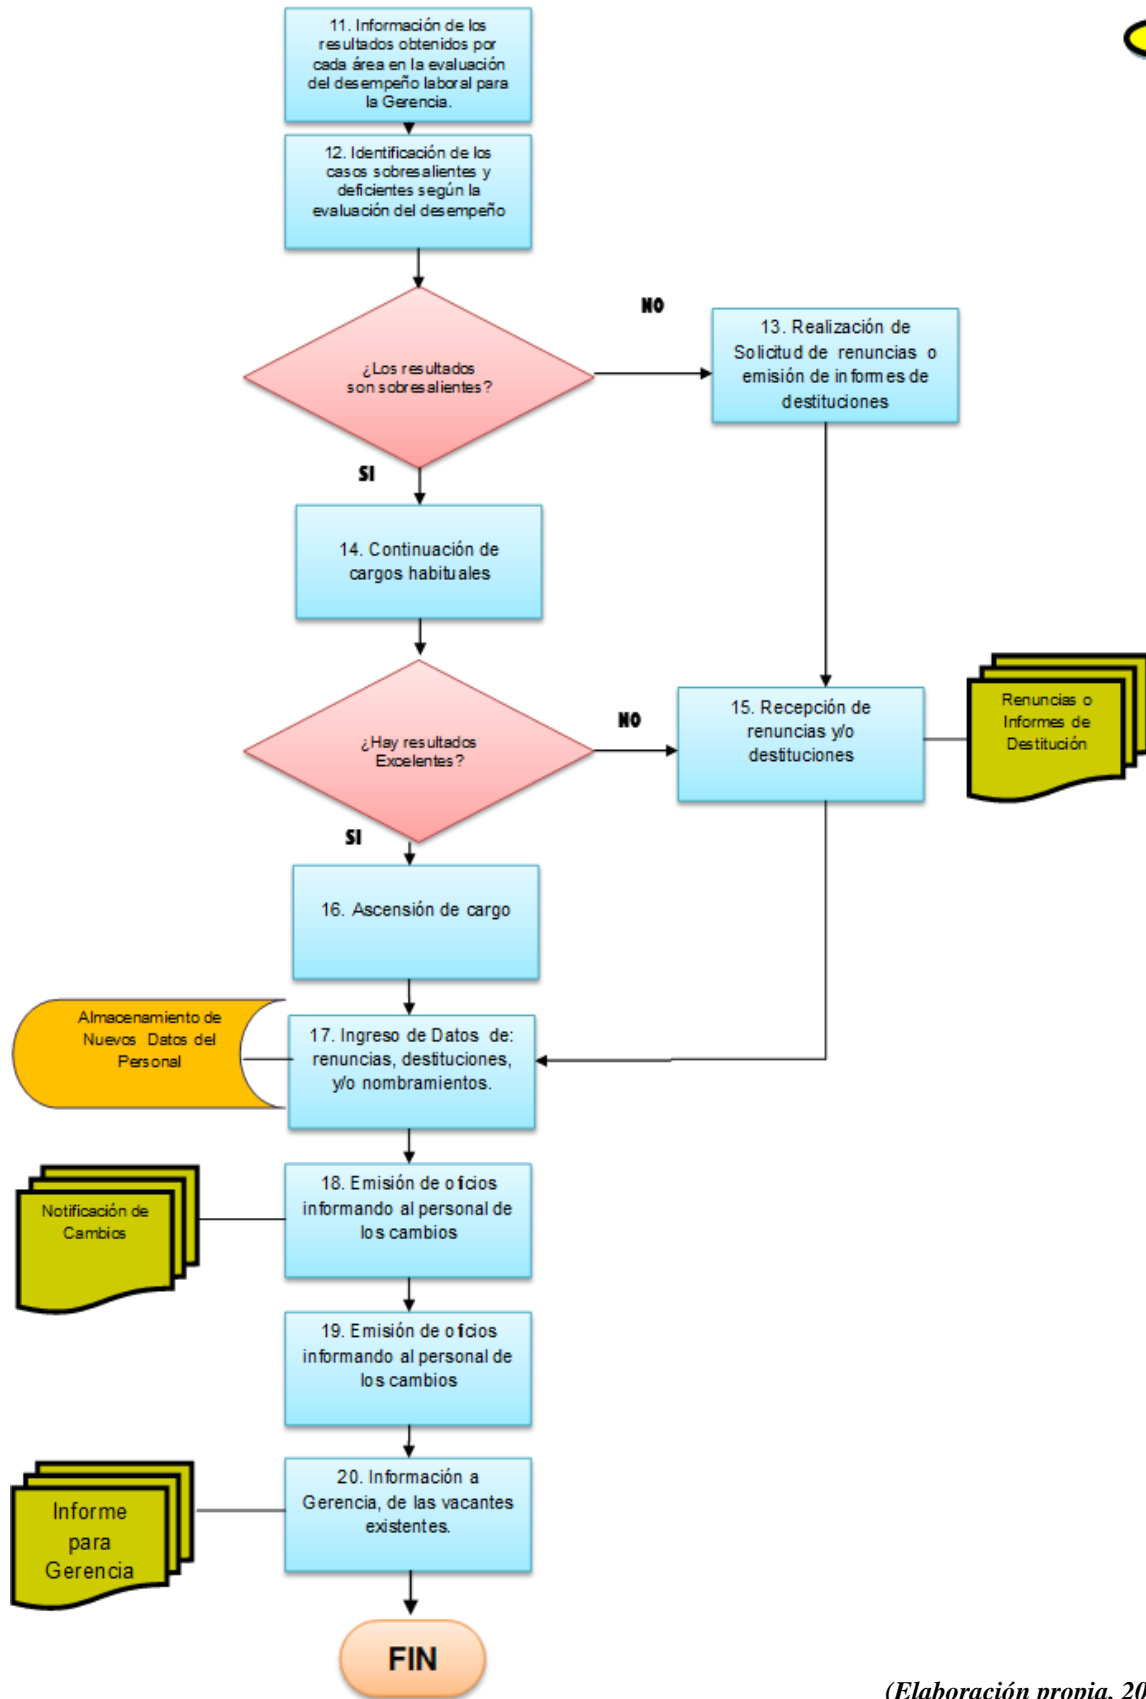 11. Información de los
resultados obtenidos por
cada área en la evaluación
del desempeño laboral para
la Gerencia.
12. Identificación de los
casos sobresalientes y
deficientes según la
evaluación del desempeño
¿Los resultados
son sobresalientes?
NO
13. Realización de
Solicitud de renuncias o
emisión de informes de
destituciones
SI
14. Continuación de
cargos habituales
¿Hay resultados
Excelentes?
NO
15. Recepción de
renuncias y/o
destituciones
Renuncias o
Informes de
Destitución
SI
16. Ascensión de cargo
Almacenamiento de
Nuevos Datos del
Personal
17. Ingreso de Datos de:
renuncias, destituciones,
y/o nombramientos.
18. Emisión de oficios
informando al personal de
los cambios
Notificación de
Cambios
19. Emisión de oficios
informando al personal de
los cambios
20. Información a
Gerencia, de las vacantes
existentes.
Informe
para
Gerencia
FIN
(Elaboración propia, 20